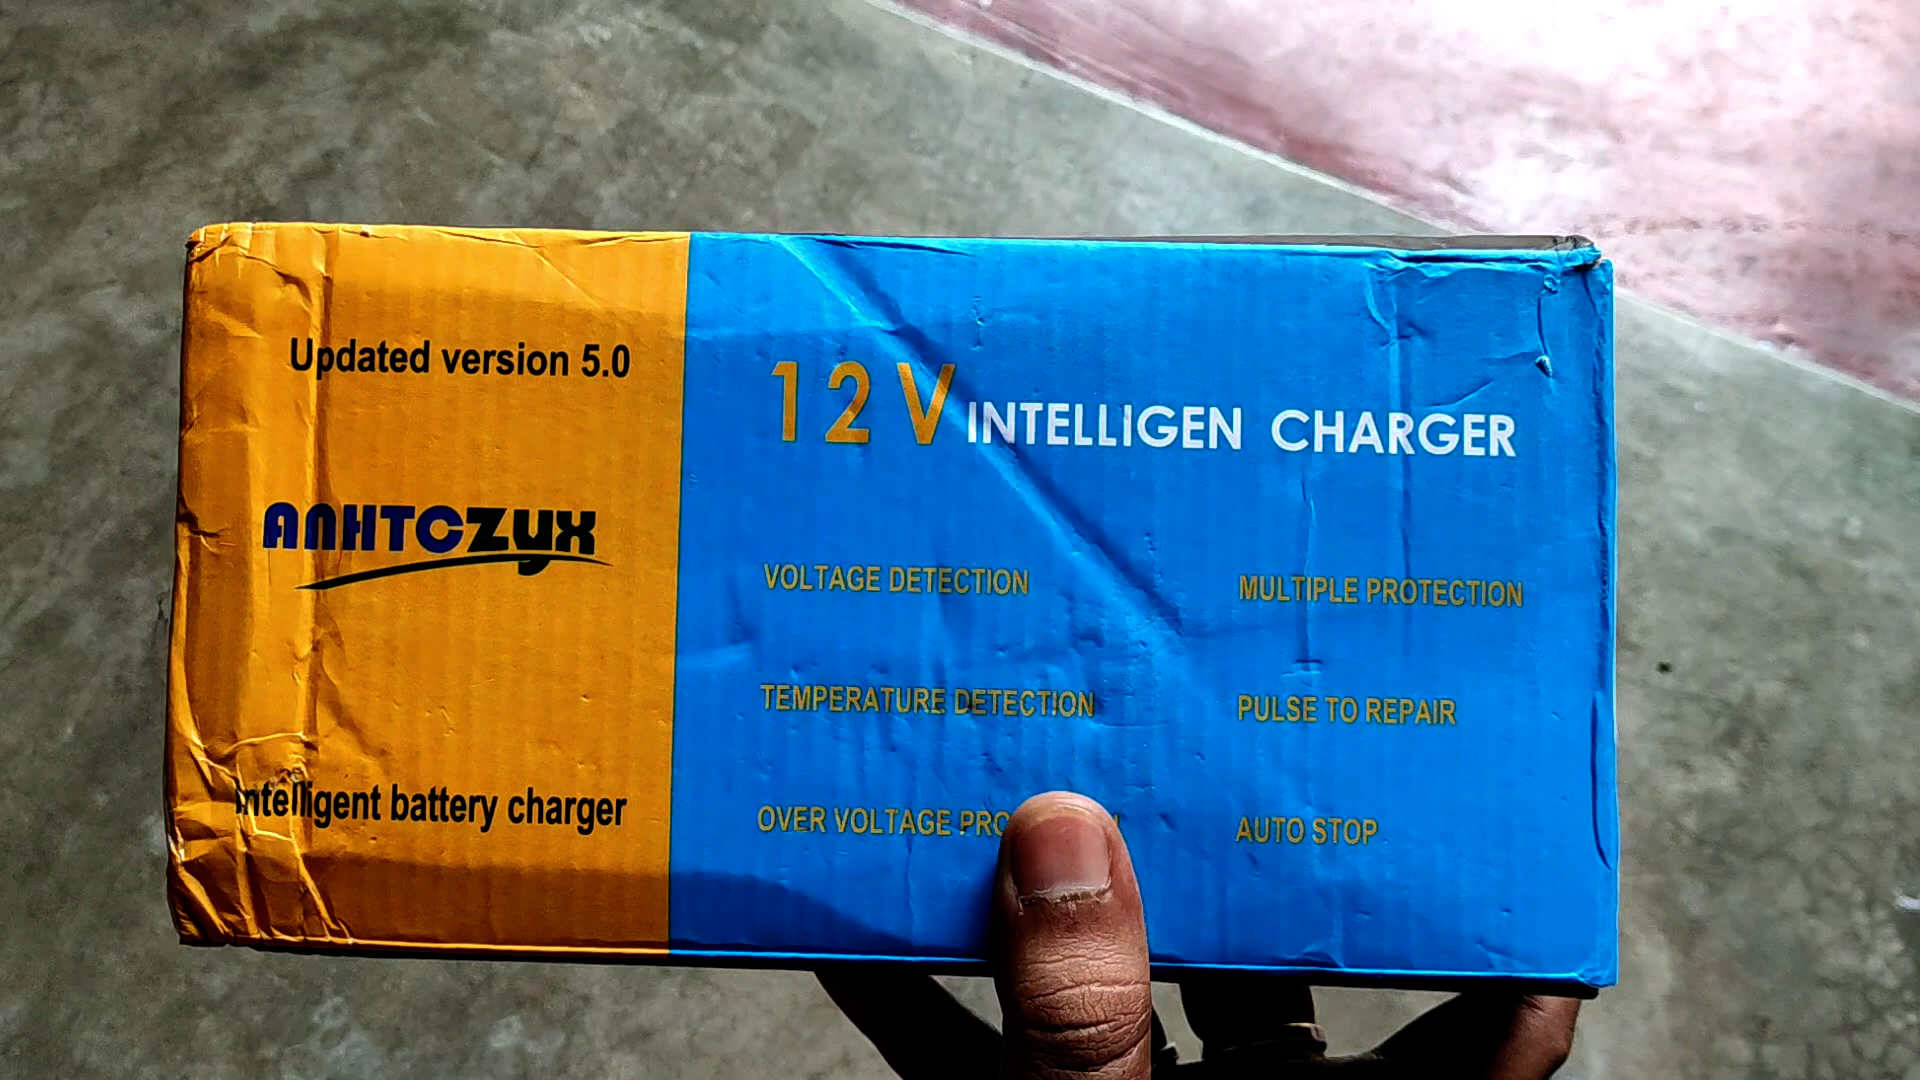 Updated version 5.0
ANHTCZYX
Intelligent battery charger
12V INTELLIGEN CHARGER
VOLTAGE DETECTION
MULTIPLE PROTECTION
TEMPERATURE DETECTION
PULSE TO REPAIR
OVER VOLTAGE
AUTO STOP